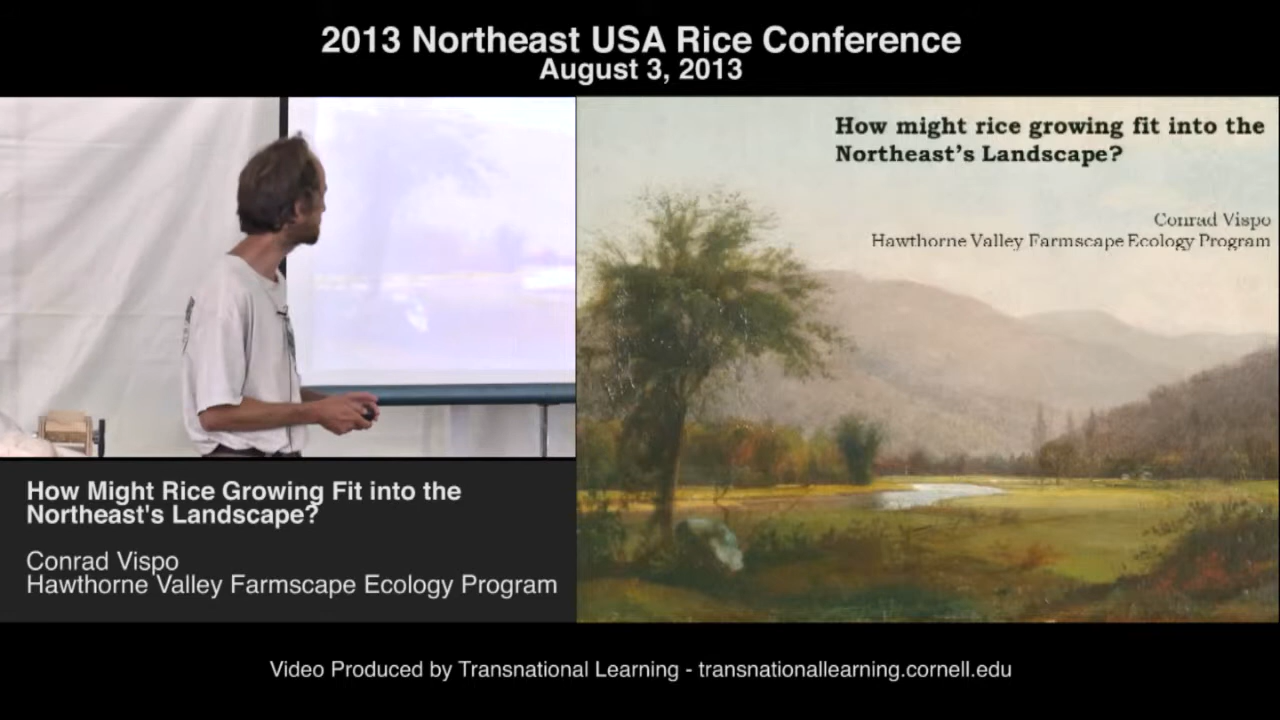 2013 Northeast USA Rice Conference
August 3, 2013
How might rice growing fit into the
Northeast’s Landscape?
Conrad Vispo
Hawthorne Valley Farmscape Ecology Program
How Might Rice Growing Fit into the
Northeast's Landscape?
Conrad Vispo
Hawthorne Valley Farmscape Ecology Program
Video Produced by Transnational Learning - transnationallearning.cornell.edu